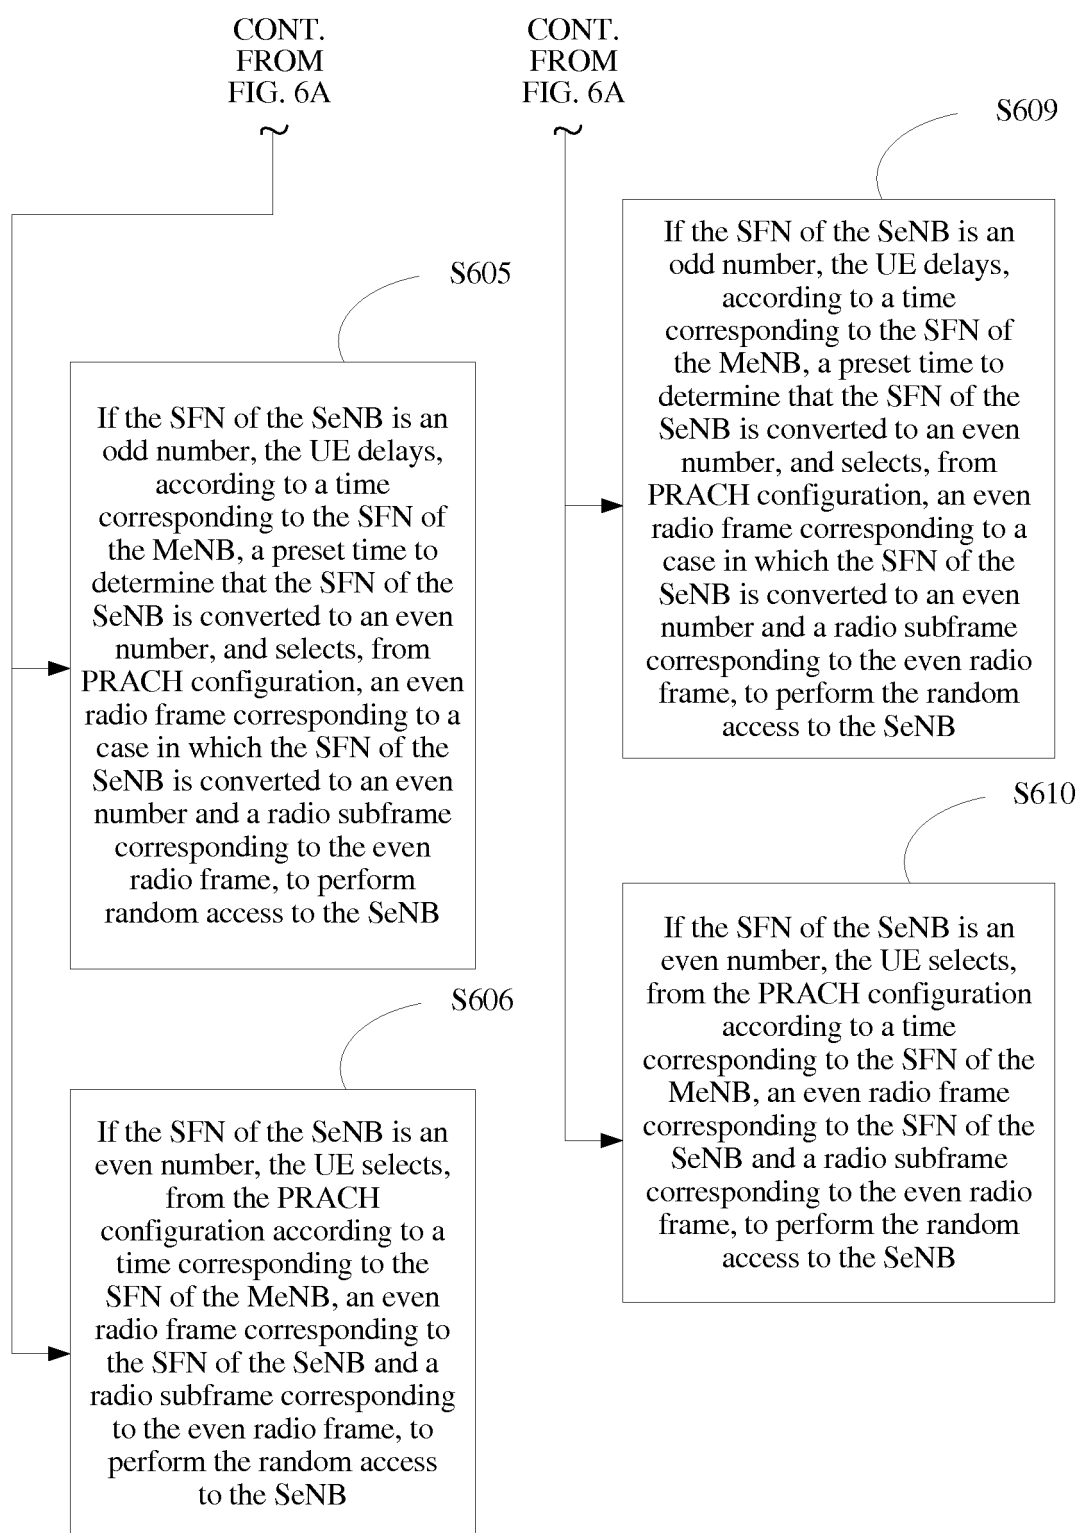 CONT.
FROM
FIG. 6A
CONT.
FROM
FIG. 6A
S605
If the SFN of the SeNB is an
odd number, the UE delays,
according to a time
corresponding to the SFN of
the MeNB, a preset time to
determine that the SFN of the
SeNB is converted to an even
number, and selects, from
PRACH configuration, an even
radio frame corresponding to a
case in which the SFN of the
SeNB is converted to an even
number and a radio subframe
corresponding to the even
radio frame, to perform
random access to the SeNB
S606
If the SFN of the SeNB is an
even number, the UE selects,
from the PRACH
configuration according to a
time corresponding to the
SFN of the MeNB, an even
radio frame corresponding to
the SFN of the SeNB and a
radio subframe corresponding
to the even radio frame, to
perform the random access
to the SeNB
S609
If the SFN of the SeNB is an
odd number, the UE delays,
according to a time
corresponding to the SFN of
the MeNB, a preset time to
determine that the SFN of the
SeNB is converted to an even
number, and selects, from
PRACH configuration, an even
radio frame corresponding to a
case in which the SFN of the
SeNB is converted to an even
number and a radio subframe
corresponding to the even radio
frame, to perform the random
access to the SeNB
S610
If the SFN of the SeNB is an
even number, the UE selects,
from the PRACH configuration
according to a time
corresponding to the SFN of the
MeNB, an even radio frame
corresponding to the SFN of the
SeNB and a radio subframe
corresponding to the even radio
frame, to perform the random
access to the SeNB